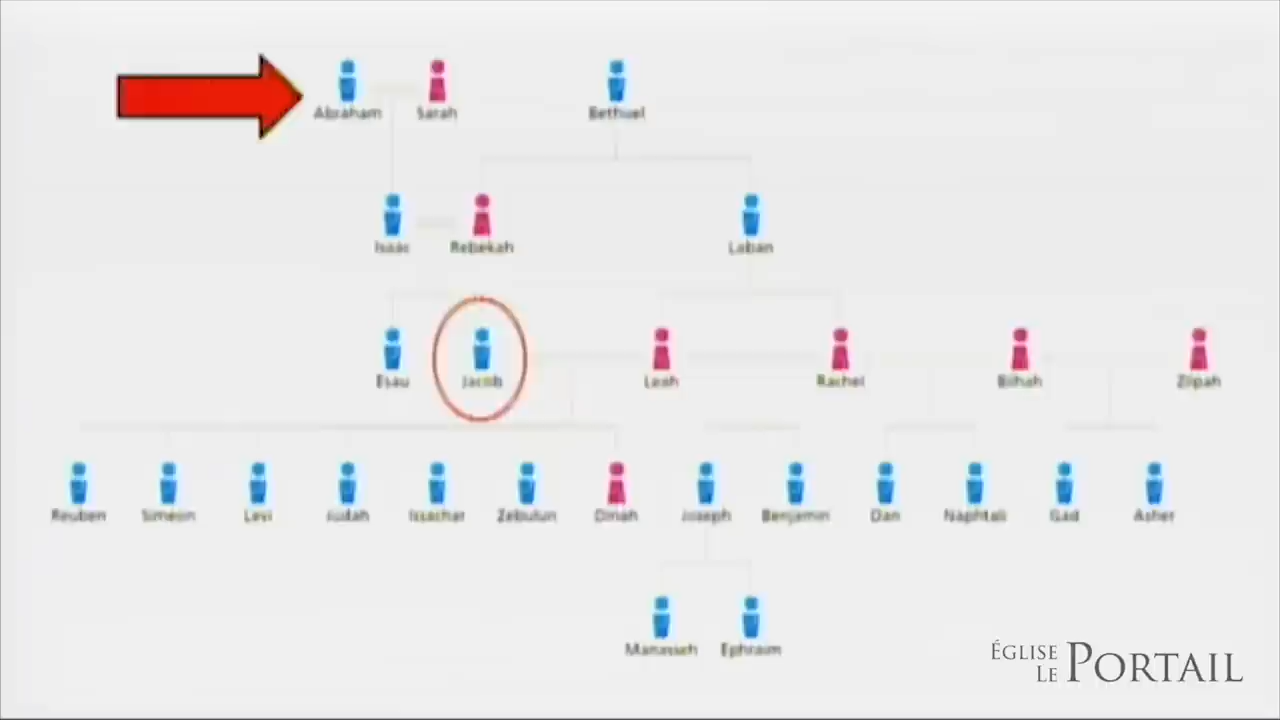 Abraham Sarah Bethuel
Isaac Rebekah Laban
Esau Jacob Leah Rachel Bilhah Zilpah
Reuben Simeon Levi Judah Issachar Zebulun Dinah Joseph Benjamin Dan Naphtali Gad Asher
Manasseh Ephraim
ÉGLISE
LE PORTAIL